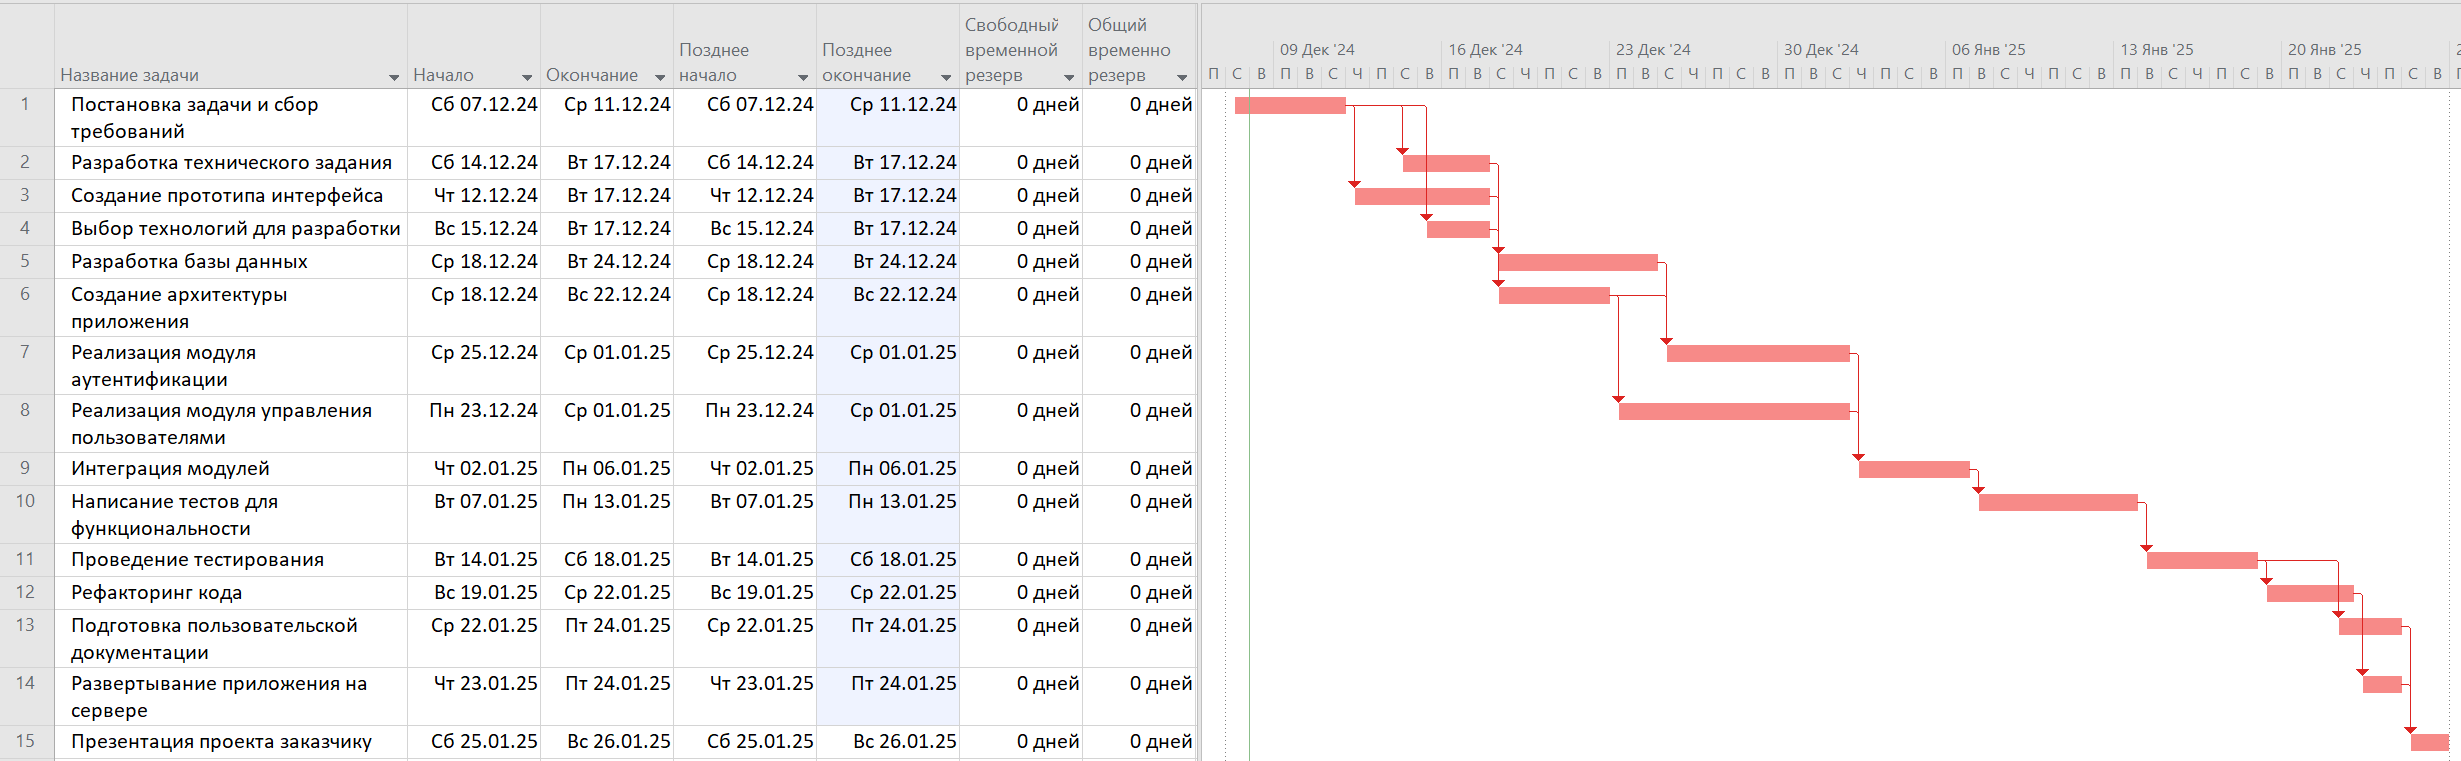 Название задачи Начало Окончание Позднее начало Позднее окончание Свободный временной резерв Общий временно резерв
09 Дек '24 16 Дек '24 23 Дек '24 30 Дек '24 06 Янв '25 13 Янв '25 20 Янв '25
П С В П В С Ч П С В П В С Ч П С В П В С Ч П С В П В С Ч П С В П В С Ч П С В П В С Ч П С В П В С Ч П С В
1 Постановка задачи и сбор требований Сб 07.12.24 Ср 11.12.24 Сб 07.12.24 Ср 11.12.24 0 дней 0 дней
2 Разработка технического задания Сб 14.12.24 Вт 17.12.24 Сб 14.12.24 Вт 17.12.24 0 дней 0 дней
3 Создание прототипа интерфейса Чт 12.12.24 Вт 17.12.24 Чт 12.12.24 Вт 17.12.24 0 дней 0 дней
4 Выбор технологий для разработки Вс 15.12.24 Вт 17.12.24 Вс 15.12.24 Вт 17.12.24 0 дней 0 дней
5 Разработка базы данных Ср 18.12.24 Вт 24.12.24 Ср 18.12.24 Вт 24.12.24 0 дней 0 дней
6 Создание архитектуры приложения Ср 18.12.24 Вс 22.12.24 Ср 18.12.24 Вс 22.12.24 0 дней 0 дней
7 Реализация модуля аутентификации Ср 25.12.24 Ср 01.01.25 Ср 25.12.24 Ср 01.01.25 0 дней 0 дней
8 Реализация модуля управления пользователями Пн 23.12.24 Ср 01.01.25 Пн 23.12.24 Ср 01.01.25 0 дней 0 дней
9 Интеграция модулей Чт 02.01.25 Пн 06.01.25 Чт 02.01.25 Пн 06.01.25 0 дней 0 дней
10 Написание тестов для функциональности Вт 07.01.25 Пн 13.01.25 Вт 07.01.25 Пн 13.01.25 0 дней 0 дней
11 Проведение тестирования Вт 14.01.25 Сб 18.01.25 Вт 14.01.25 Сб 18.01.25 0 дней 0 дней
12 Рефакторинг кода Вс 19.01.25 Ср 22.01.25 Вс 19.01.25 Ср 22.01.25 0 дней 0 дней
13 Подготовка пользовательской документации Ср 22.01.25 Пт 24.01.25 Ср 22.01.25 Пт 24.01.25 0 дней 0 дней
14 Развертывание приложения на сервере Чт 23.01.25 Пт 24.01.25 Чт 23.01.25 Пт 24.01.25 0 дней 0 дней
15 Презентация проекта заказчику Сб 25.01.25 Вс 26.01.25 Сб 25.01.25 Вс 26.01.25 0 дней 0 дней